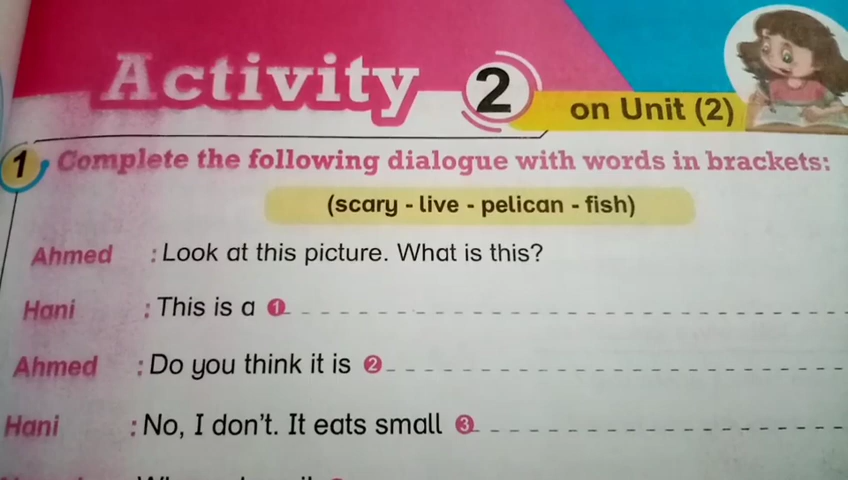 Activity 2
on Unit (2)
1 Complete the following dialogue with words in brackets:
(scary - live - pelican - fish)
Ahmed : Look at this picture. What is this?
Hani : This is a 1
Ahmed : Do you think it is 2
Hani : No, I don't. It eats small 3